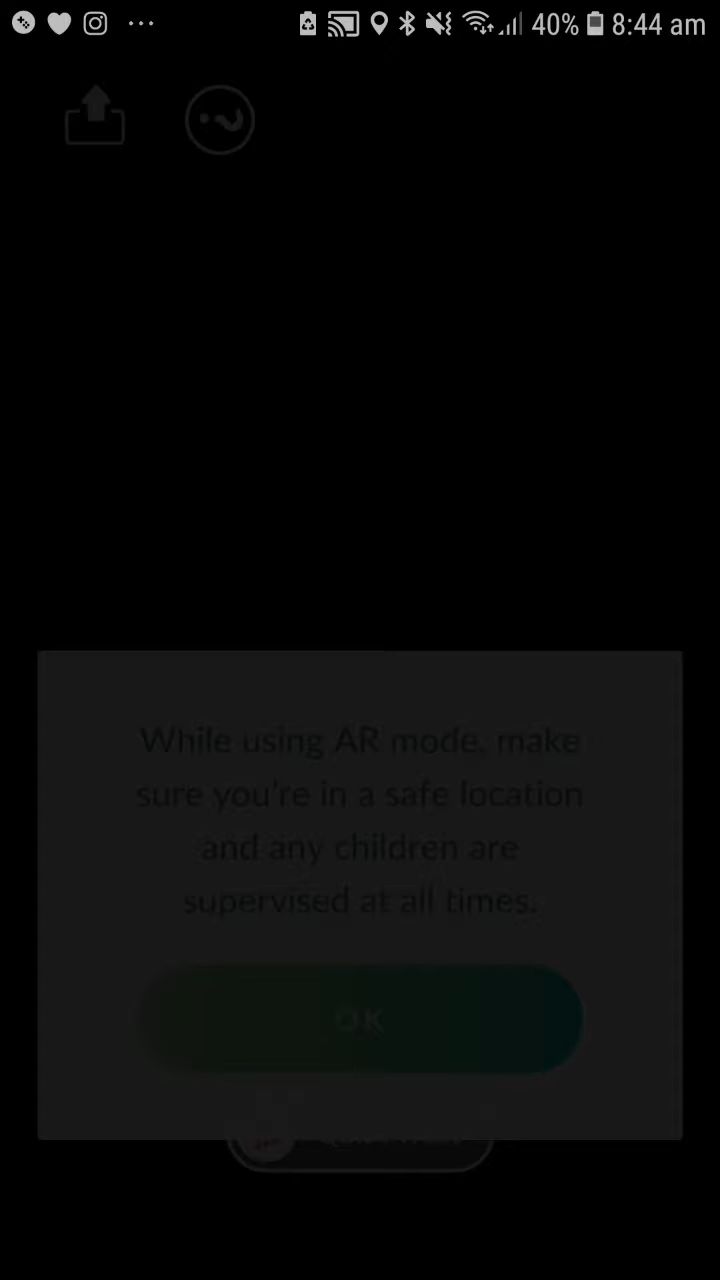 40% 8:44 am
While using AR mode, make
sure you're in a safe location
and any children are
supervised at all times.
OK